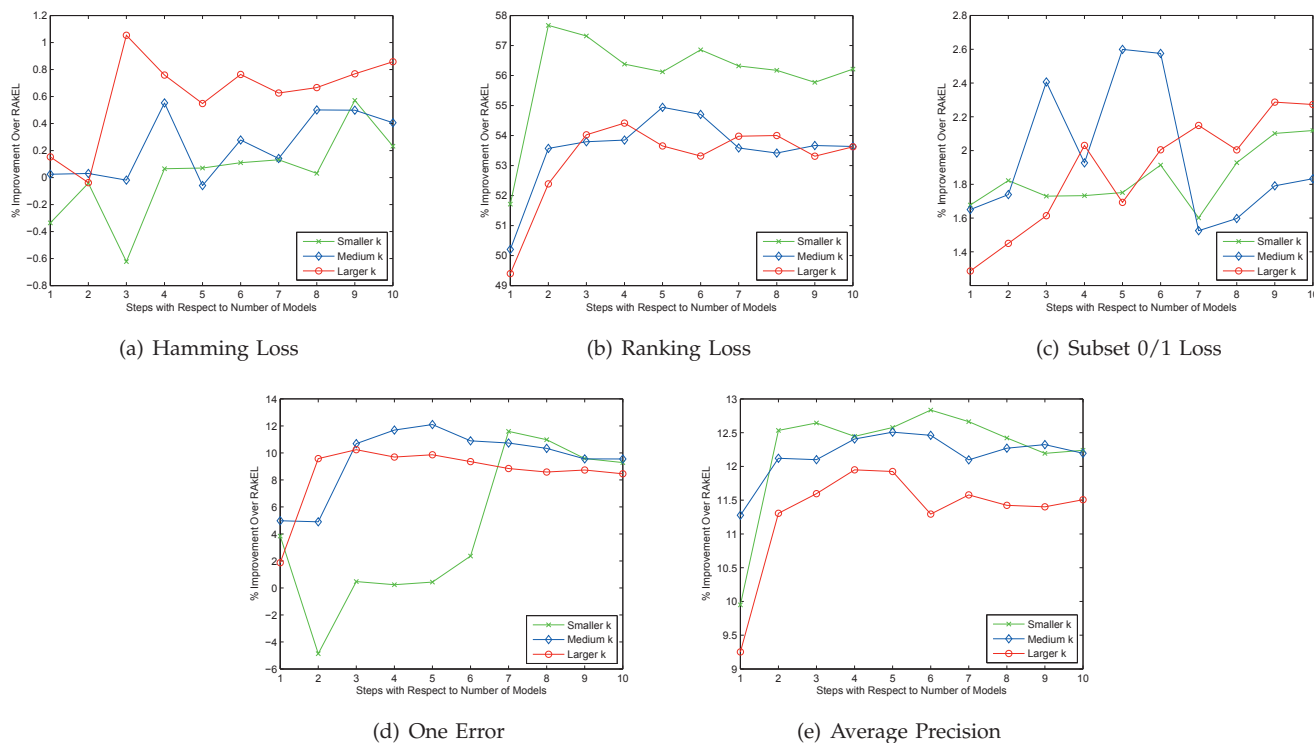 1.2
1
0.8
0.6
0.4
0.2
0
−0.2
−0.4
−0.6
−0.8
% Improvement Over RAkEL
1 2 3 4 5 6 7 8 9 10
Steps with Respect to Number of Models
Smaller k
Medium k
Larger k
(a) Hamming Loss
58
57
56
55
54
53
52
51
50
49
% Improvement Over RAkEL
1 2 3 4 5 6 7 8 9 10
Steps with Respect to Number of Models
Smaller k
Medium k
Larger k
(b) Ranking Loss
2.8
2.6
2.4
2.2
2
1.8
1.6
1.4
% Improvement Over RAkEL
1 2 3 4 5 6 7 8 9 10
Steps with Respect to Number of Models
Smaller k
Medium k
Larger k
(c) Subset 0/1 Loss
14
12
10
8
6
4
2
0
−2
−4
−6
% Improvement Over RAkEL
1 2 3 4 5 6 7 8 9 10
Steps with Respect to Number of Models
Smaller k
Medium k
Larger k
(d) One Error
13
12.5
12
11.5
11
10.5
10
9.5
9
% Improvement Over RAkEL
1 2 3 4 5 6 7 8 9 10
Steps with Respect to Number of Models
Smaller k
Medium k
Larger k
(e) Average Precision